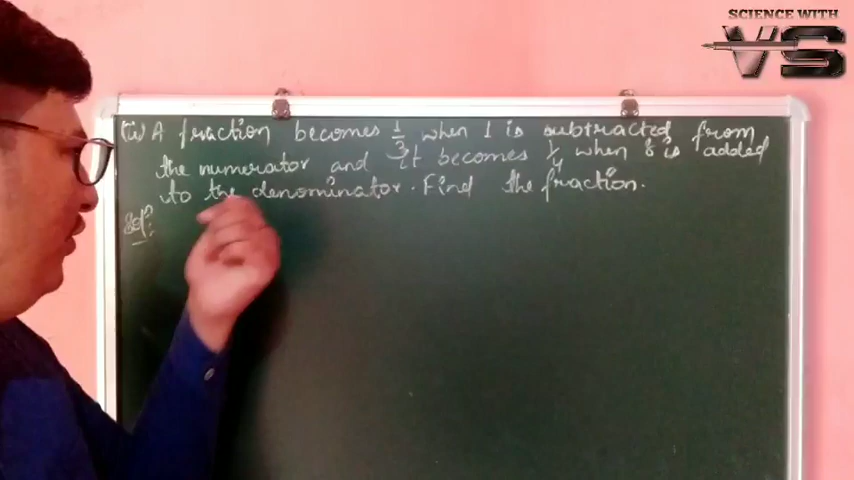 SCIENCE WITH
VS
(iv) A fraction becomes 1/3 when 1 is subtracted from
the numerator and it becomes 1/4 when 8 is added
to the denominator. Find the fraction.
Solⁿ: